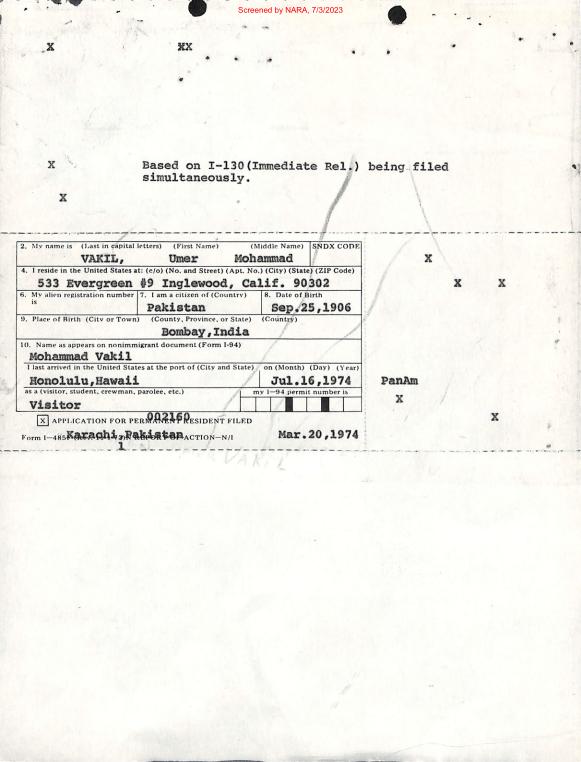 Screened by NARA, 7/3/2023
X XX
X Based on I-130(Immediate Rel.) being filed
simultaneously.
X
2. My name is (Last in capital letters) (First Name) (Middle Name) SNDX CODE
VAKIL, Umer Mohammad
4. I reside in the United States at: (c/o) (No. and Street) (Apt. No.) (City) (State) (ZIP Code)
533 Evergreen #9 Inglewood, Calif. 90302
6. My alien registration number is 7. I am a citizen of (Country) 8. Date of Birth
Pakistan Sep.25,1906
9. Place of Birth (City or Town) (County, Province, or State) (Country)
Bombay,India
10. Name as appears on nonimmigrant document (Form I-94)
Mohammad Vakil
I last arrived in the United States at the port of (City and State) on (Month) (Day) (Year)
Honolulu,Hawaii Jul.16,1974 PanAm
as a (visitor, student, crewman, parolee, etc.) my I-94 permit number is
Visitor
X
X
X X
X
002160
X APPLICATION FOR PERMANENT RESIDENT FILED
Form I-485 Karachi,Pakistan ACTION-N/I Mar.20,1974
1
VAKIL